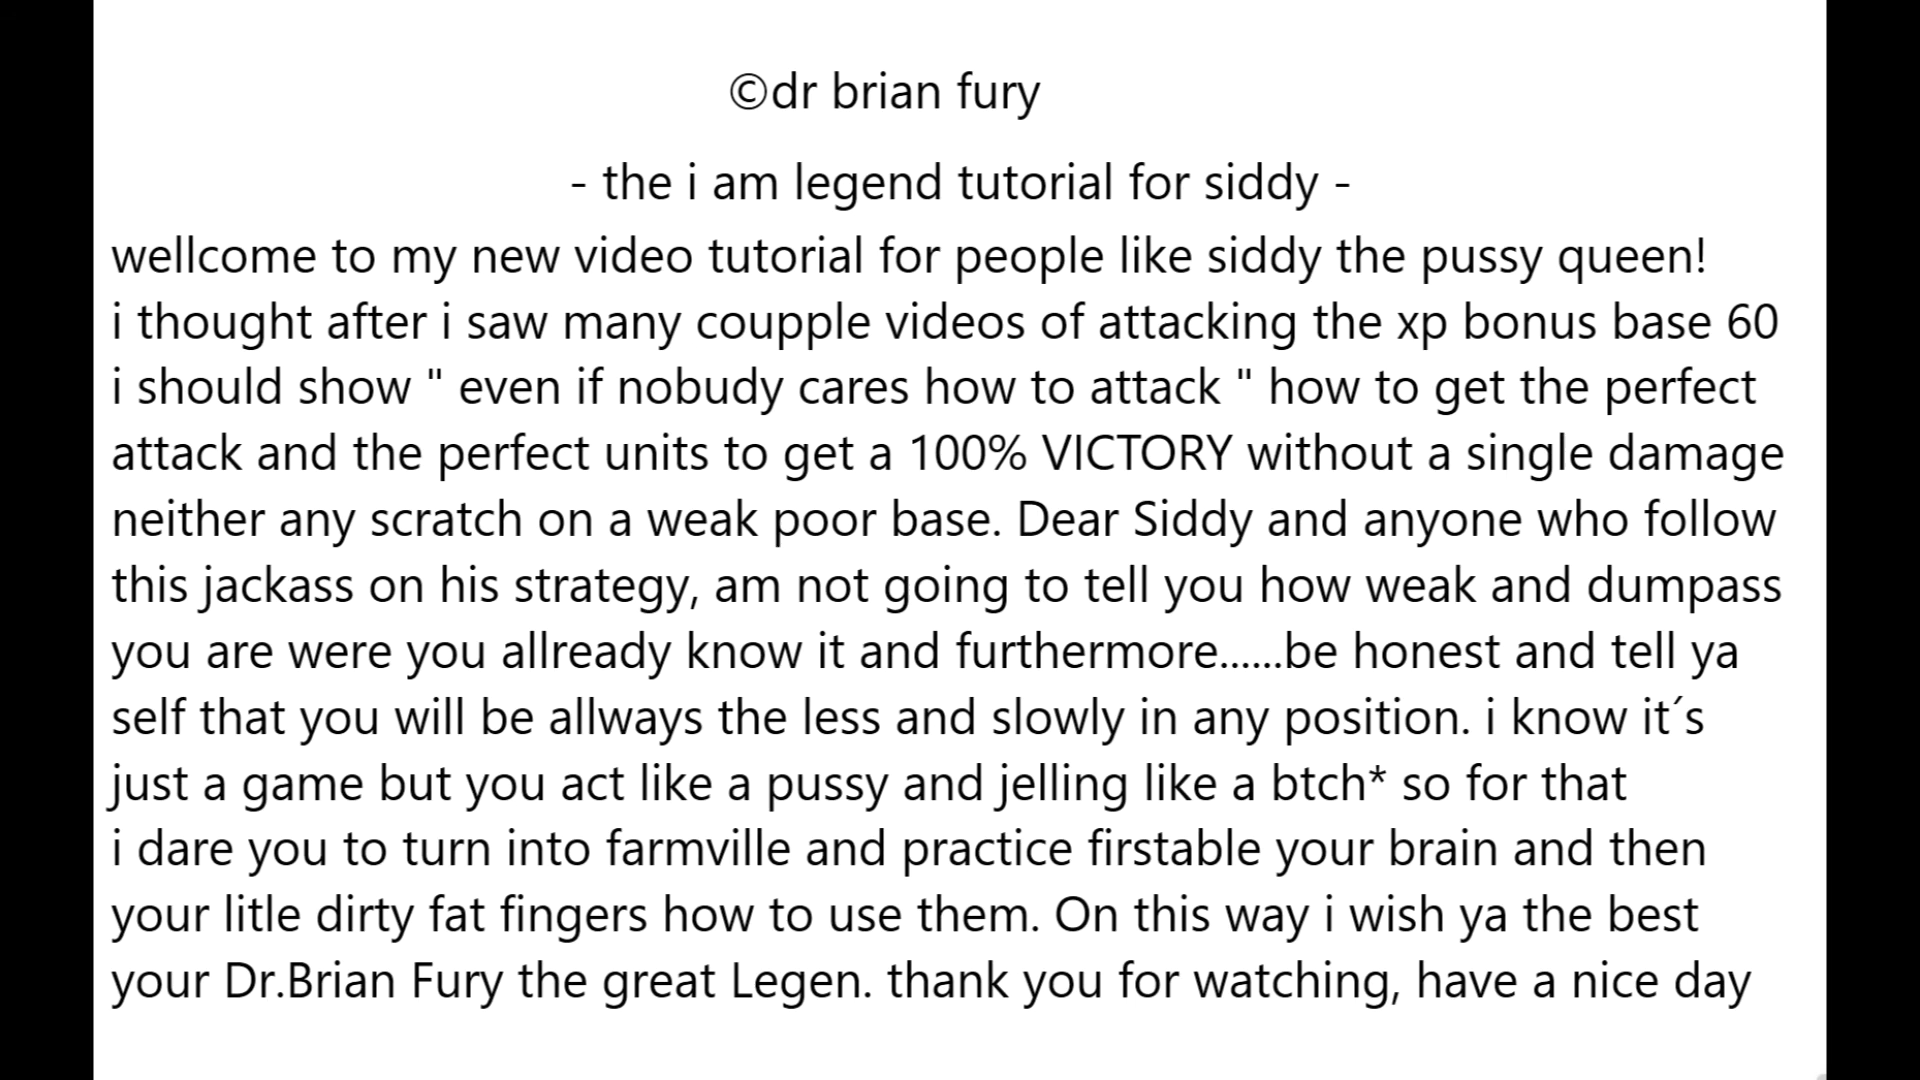 ©dr brian fury
- the i am legend tutorial for siddy -
wellcome to my new video tutorial for people like siddy the pussy queen!
i thought after i saw many coupple videos of attacking the xp bonus base 60
i should show " even if nobudy cares how to attack " how to get the perfect
attack and the perfect units to get a 100% VICTORY without a single damage
neither any scratch on a weak poor base. Dear Siddy and anyone who follow
this jackass on his strategy, am not going to tell you how weak and dumpass
you are were you allready know it and furthermore......be honest and tell ya
self that you will be allways the less and slowly in any position. i know it´s
just a game but you act like a pussy and jelling like a btch* so for that
i dare you to turn into farmville and practice firstable your brain and then
your litle dirty fat fingers how to use them. On this way i wish ya the best
your Dr.Brian Fury the great Legen. thank you for watching, have a nice day